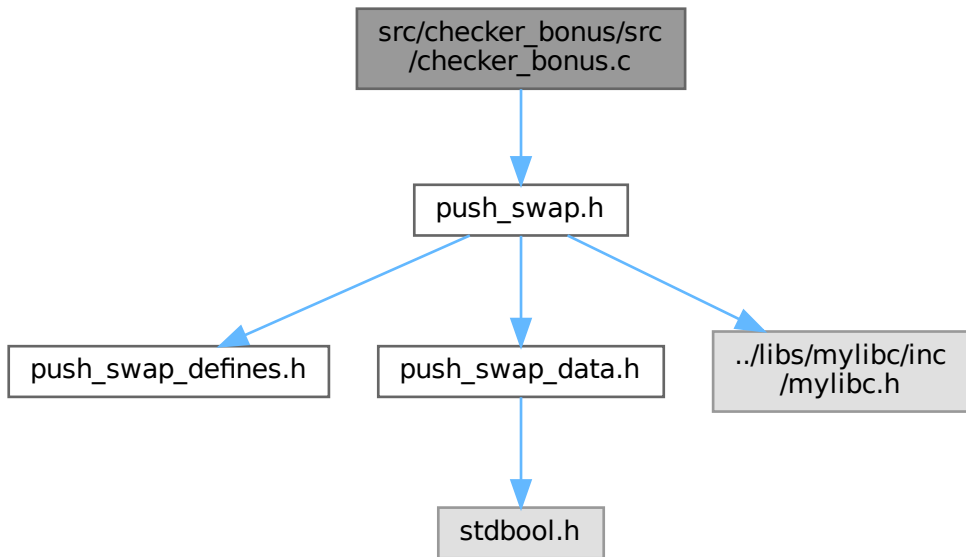 src/checker_bonus/src
/checker_bonus.c
push_swap.h
push_swap_defines.h
push_swap_data.h
../libs/mylibc/inc
/mylibc.h
stdbool.h